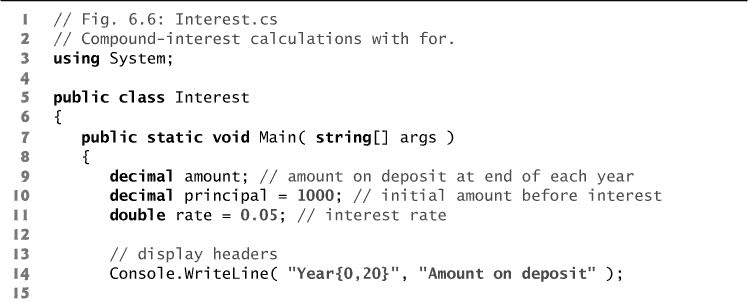 1 // Fig. 6.6: Interest.cs
2 // Compound-interest calculations with for.
3 using System;
4
5 public class Interest
6 {
7 public static void Main( string[] args )
8 {
9 decimal amount; // amount on deposit at end of each year
10 decimal principal = 1000; // initial amount before interest
11 double rate = 0.05; // interest rate
12
13 // display headers
14 Console.WriteLine( "Year{0,20}", "Amount on deposit" );
15